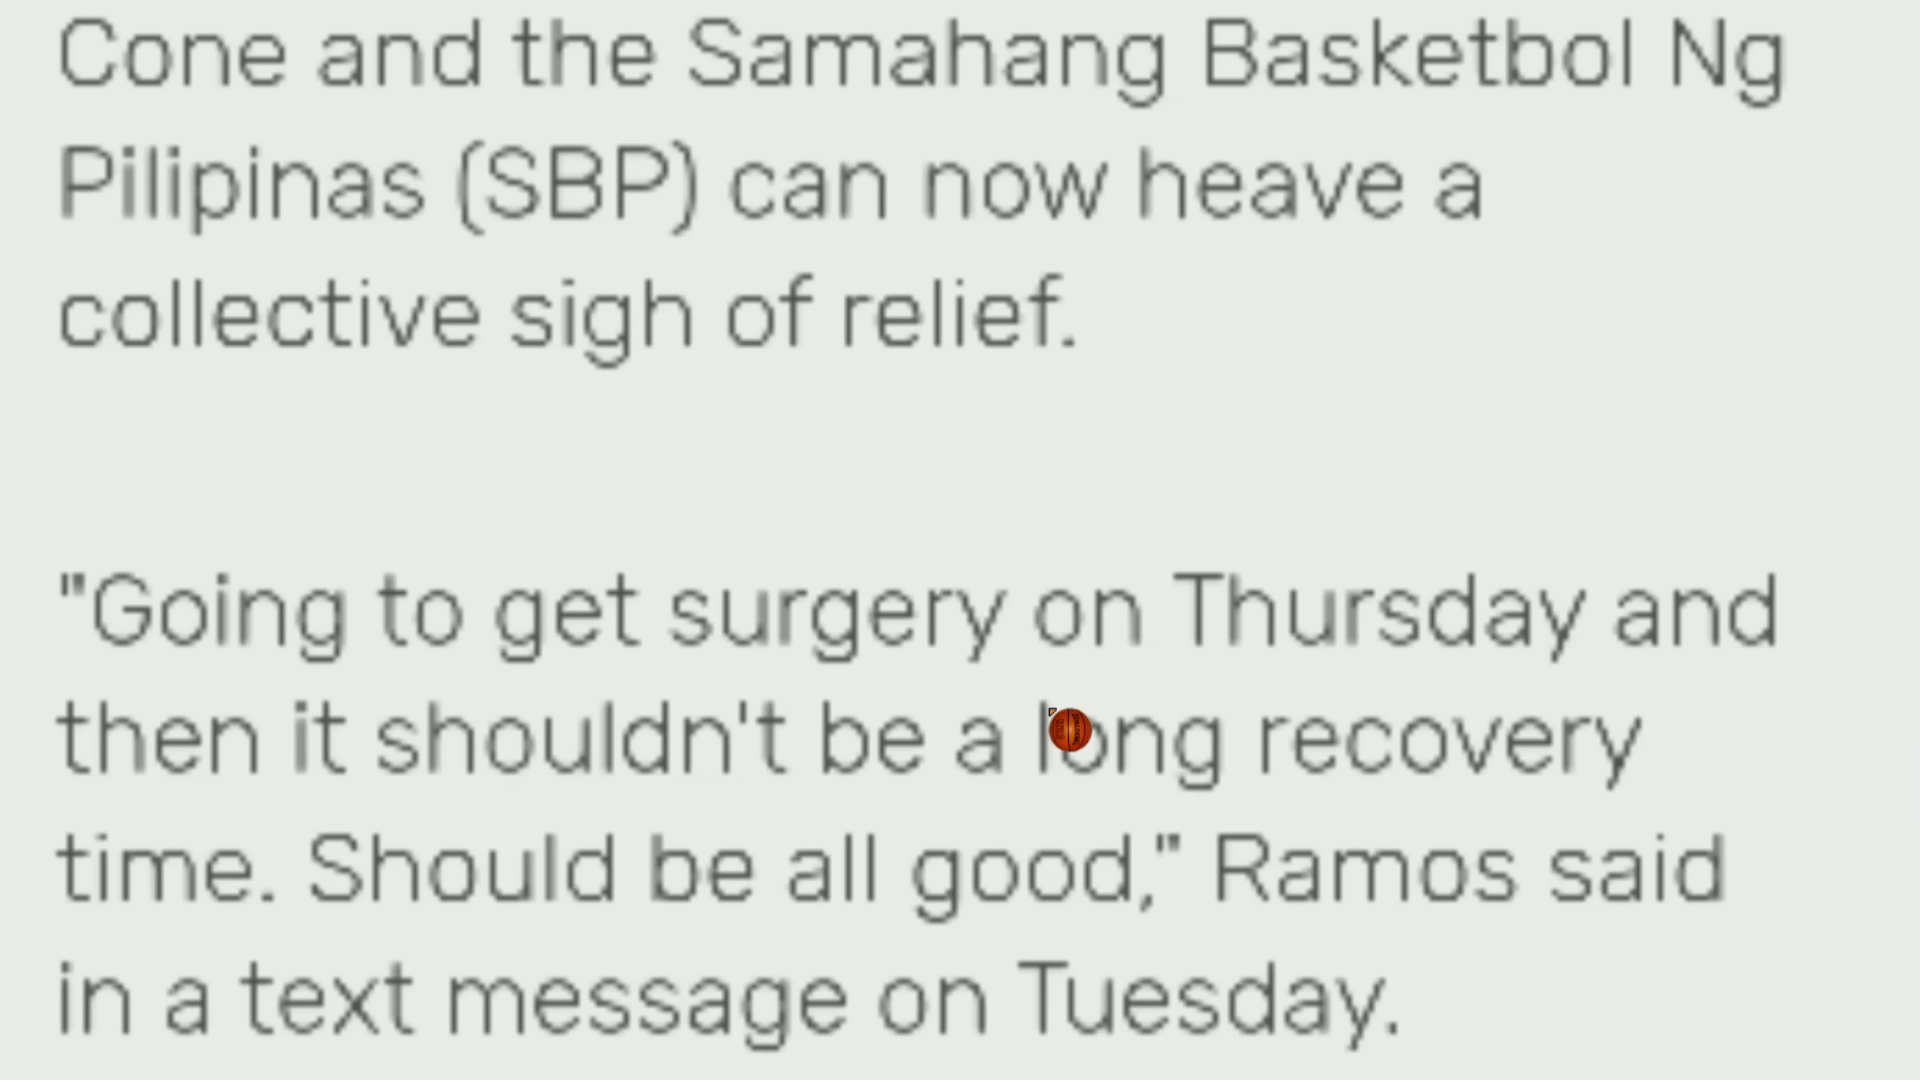 Cone and the Samahang Basketbol Ng
Pilipinas (SBP) can now heave a
collective sigh of relief.
"Going to get surgery on Thursday and
then it shouldn't be a long recovery
time. Should be all good," Ramos said
in a text message on Tuesday.